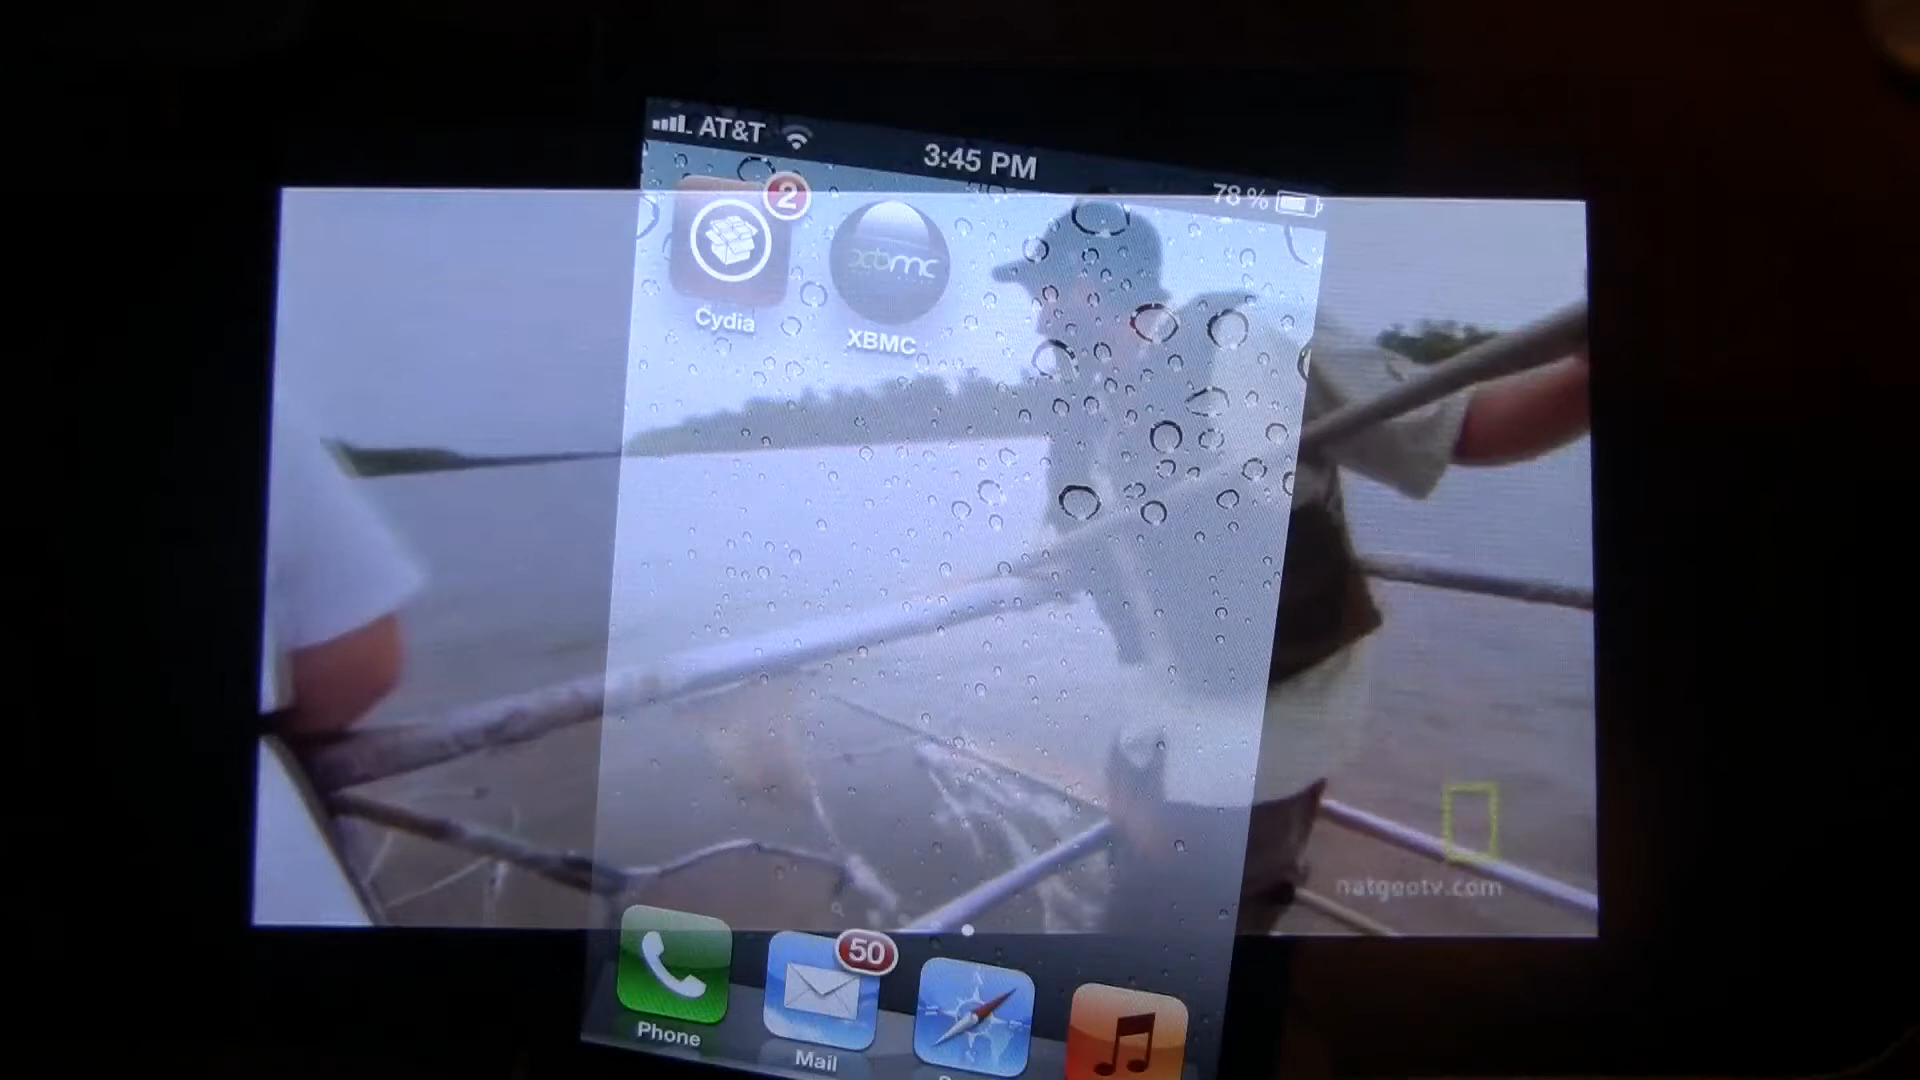 AT&T
3:45 PM
78 %
2
xbmc
Cydia
XBMC
natgeotv.com
50
Phone
Mail